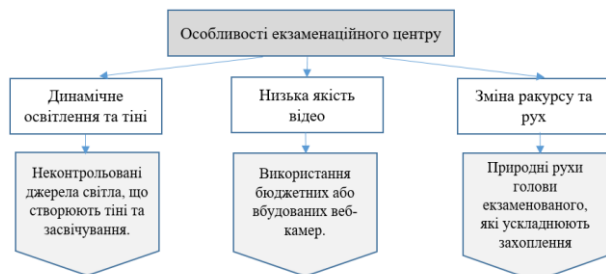 Особливості екзаменаційного центру
Динамічне
освітлення та тіні
Низька якість
відео
Зміна ракурсу та
рух
Неконтрольовані
джерела світла, що
створюють тіні та
засвічування.
Використання
бюджетних або
вбудованих веб-
камер.
Природні рухи
голови
екзаменованого,
які ускладнюють
захоплення